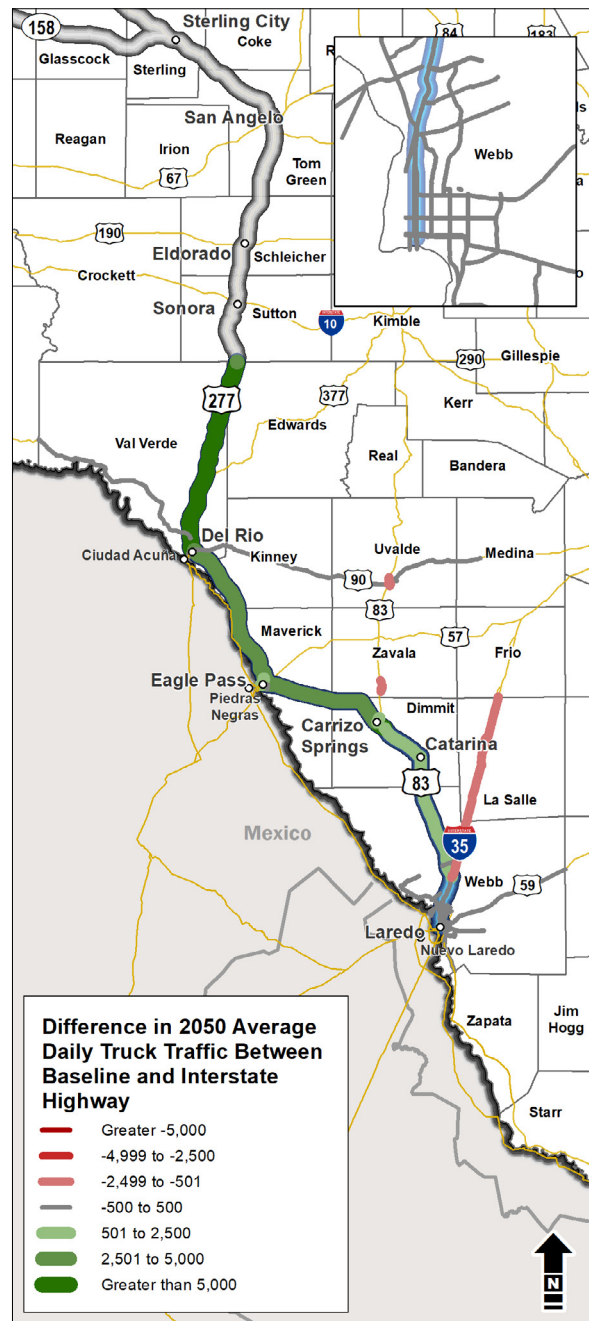 158
Sterling City
84
183
Coke
Glasscock
Sterling
San Angelo
Reagan
Irion
Tom
Green
67
Webb
190
Eldorado
Schleicher
Crockett
Sonora
Sutton
10
Kimble
290
Gillespie
277
377
Kerr
Edwards
Val Verde
Real
Bandera
Del Rio
Ciudad Acuña
Kinney
Uvalde
Medina
90
83
Maverick
57
Zavala
Frio
Eagle Pass
Piedras
Negras
Dimmit
Carrizo
Springs
Catarina
83
La Salle
Mexico
35
Webb
59
Laredo
Nuevo Laredo
Zapata
Jim
Hogg
Starr
Difference in 2050 Average
Daily Truck Traffic Between
Baseline and Interstate
Highway
Greater -5,000
-4,999 to -2,500
-2,499 to -501
-500 to 500
501 to 2,500
2,501 to 5,000
Greater than 5,000
N